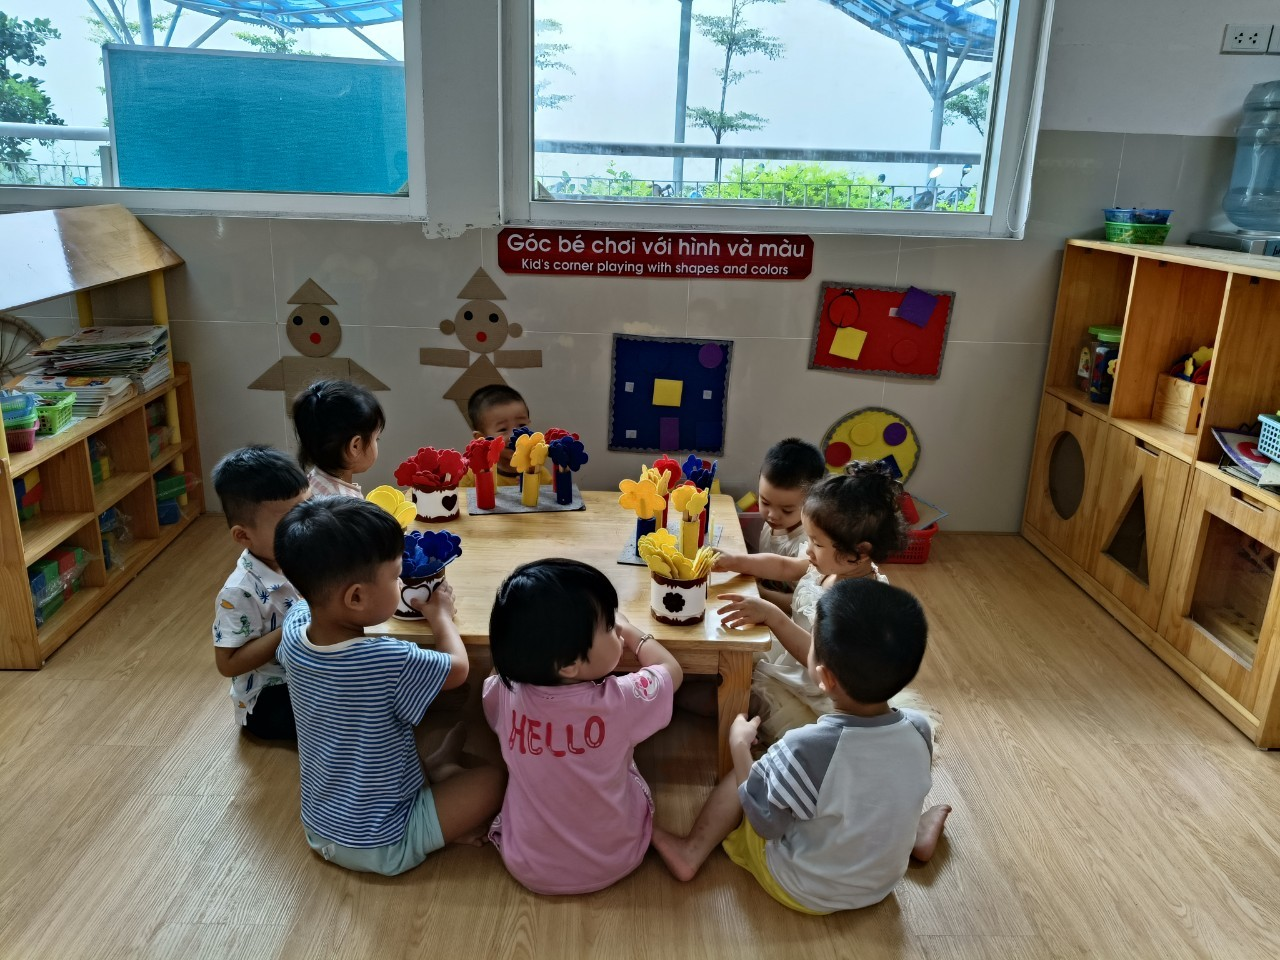 Góc bé chơi với hình và màu
Kid's corner playing with shapes and colors
HELLO